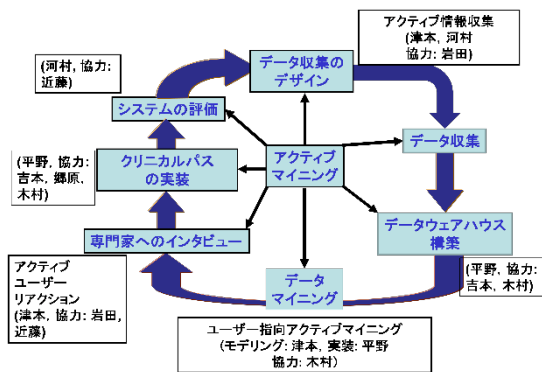 アクティブ情報収集
(津本, 河村
協力: 岩田)
(河村, 協力:
近藤)
データ収集の
デザイン
システムの評価
データ収集
アクティブ
マイニング
クリニカルパス
の実装
(平野, 協力:
吉本, 郷原,
木村)
データウェアハウス
構築
専門家へのインタビュー
(平野, 協力:
吉本, 木村)
データ
マイニング
アクティブ
ユーザー
リアクション
(津本, 協力: 岩田,
近藤)
ユーザー指向アクティブマイニング
(モデリング: 津本, 実装: 平野
協力: 木村)